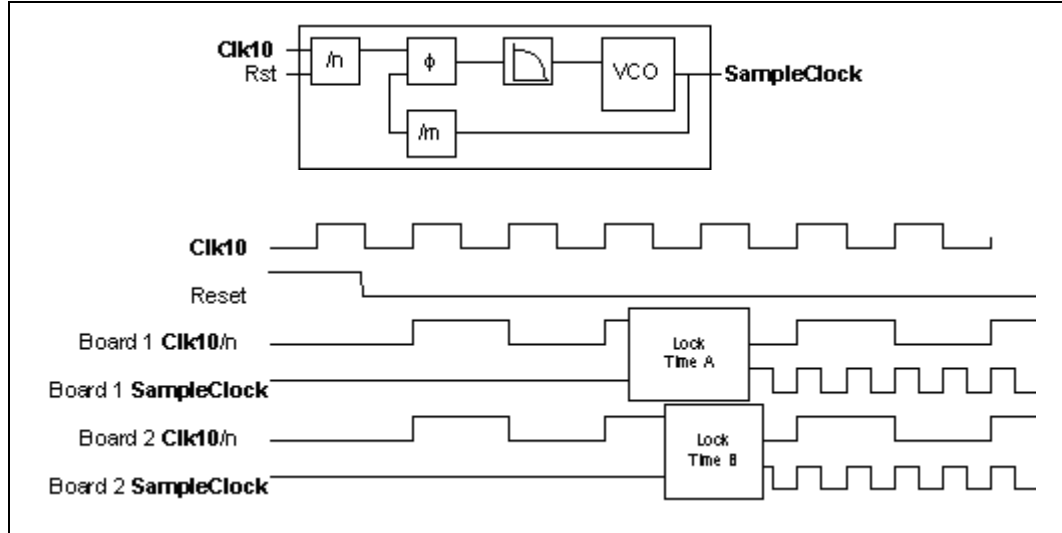 Clk10
Rst
/n
ϕ
VCO
SampleClock
/m
Clk10
Reset
Board 1 Clk10/n
Lock
Time A
Board 1 SampleClock
Board 2 Clk10/n
Lock
Time B
Board 2 SampleClock